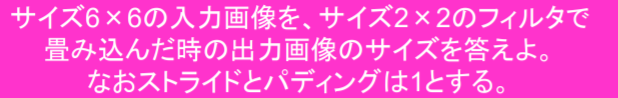 サイズ6×6の入力画像を、サイズ2×2のフィルタで
畳み込んだ時の出力画像のサイズを答えよ。
なおストライドとパディングは1とする。